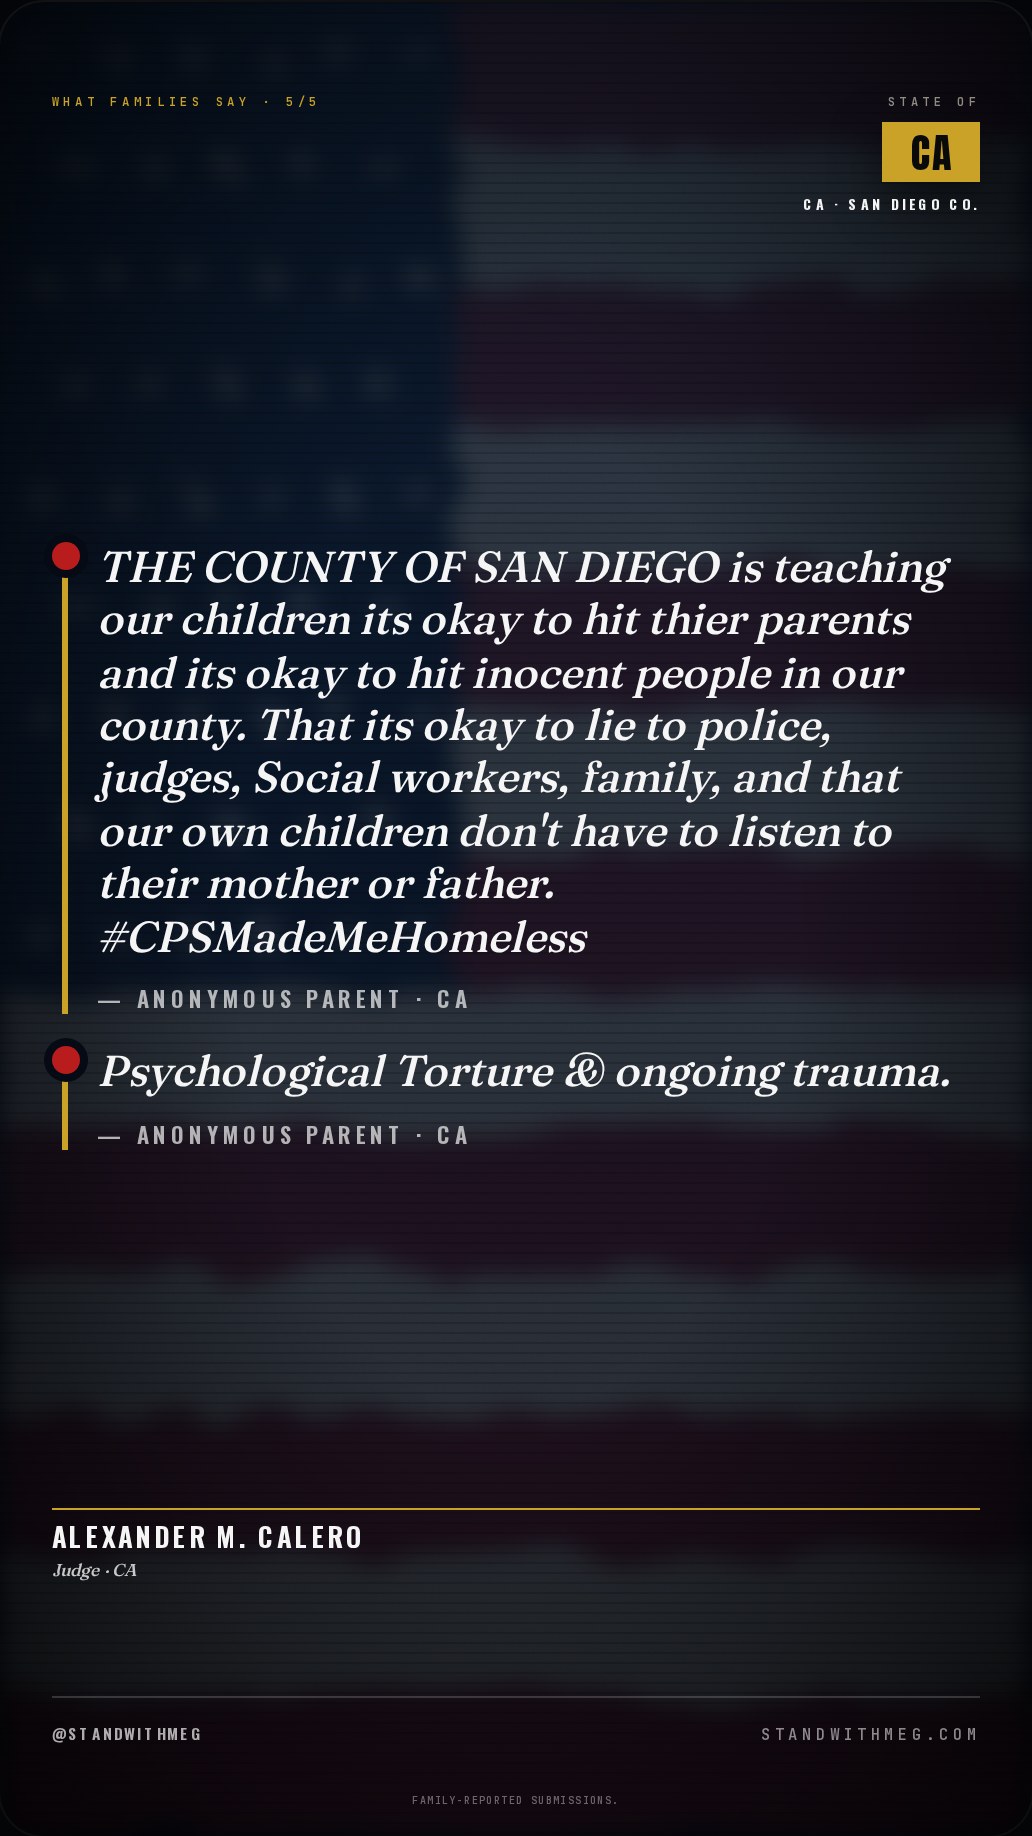 WHAT FAMILIES SAY · 5/5
STATE OF
CA
CA · SAN DIEGO CO.
THE COUNTY OF SAN DIEGO is teaching
our children its okay to hit thier parents
and its okay to hit inocent people in our
county. That its okay to lie to police,
judges, Social workers, family, and that
our own children don't have to listen to
their mother or father.
#CPSMadeMeHomeless
— ANONYMOUS PARENT · CA
Psychological Torture & ongoing trauma.
— ANONYMOUS PARENT · CA
ALEXANDER M. CALERO
Judge · CA
@STANDWITHMEG
STANDWITHMEG.COM
FAMILY-REPORTED SUBMISSIONS.